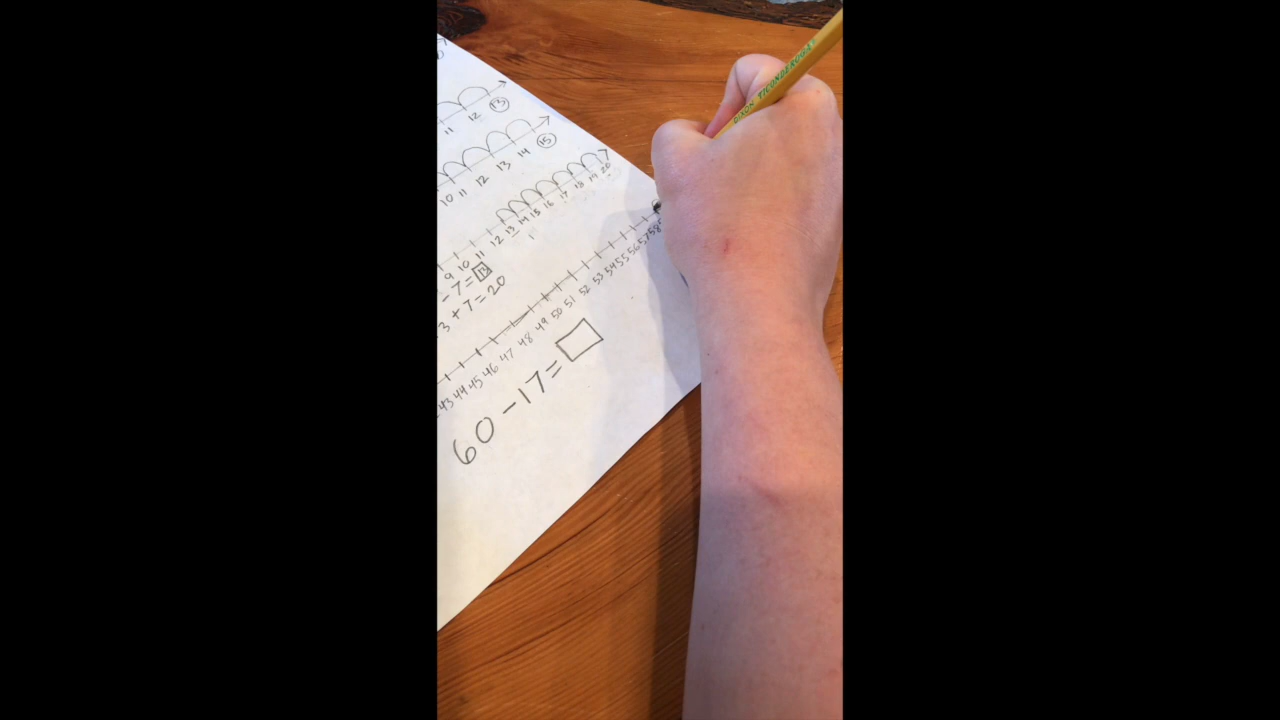 11 12 13
10 11 12 13 14 15
9 10 11 12 13 14 15 16 17 18 19 20
- 7 = 13
3 + 7 = 20
43 44 45 46 47 48 49 50 51 52 53 54 55 56 57 58
60 - 17 =
DIXON TICONDEROGA